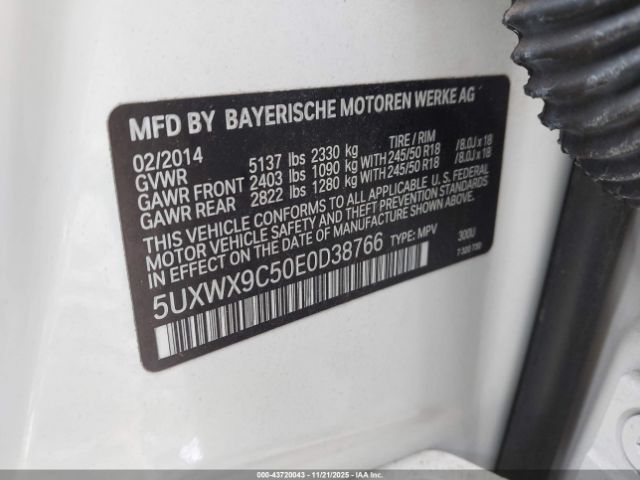 MFD BY BAYERISCHE MOTOREN WERKE AG
02/2014 TIRE / RIM
GVWR 5137 lbs 2330 kg
GAWR FRONT 2403 lbs 1090 kg WITH 245/50 R18 /8.0J x 18
GAWR REAR 2822 lbs 1280 kg WITH 245/50 R18 /8.0J x 18
THIS VEHICLE CONFORMS TO ALL APPLICABLE U. S. FEDERAL
MOTOR VEHICLE SAFETY AND THEFT PREVENTION STANDARDS
IN EFFECT ON THE DATE OF MANUFACTURE SHOWN ABOVE.
5UXWX9C50E0D38766 TYPE: MPV 300U
000-43720043 - 11/21/2025 - VEHICLE